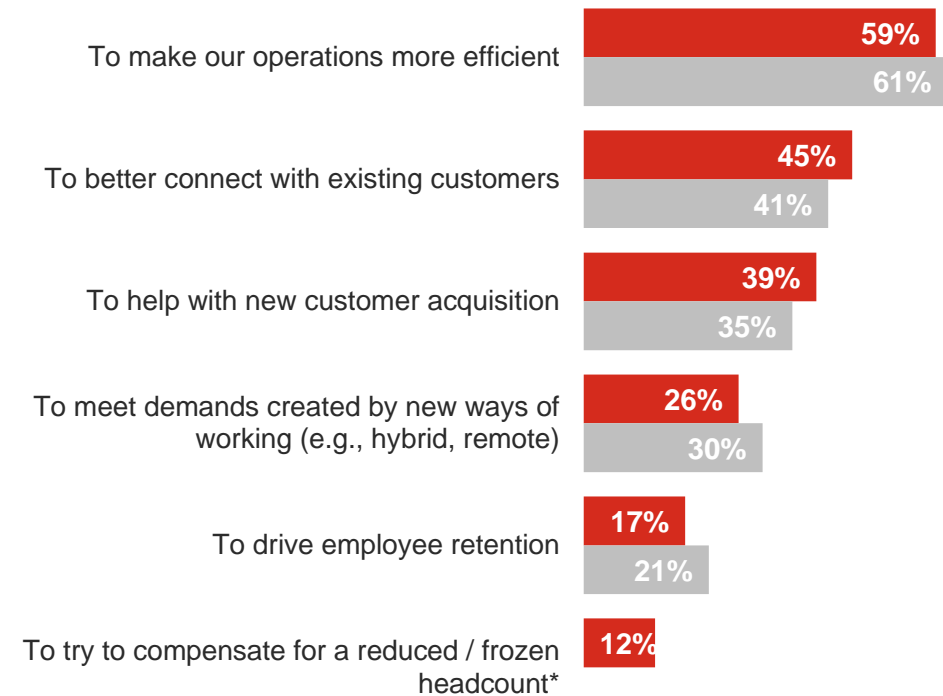 To make our operations more efficient
59%
61%
To better connect with existing customers
45%
41%
To help with new customer acquisition
39%
35%
To meet demands created by new ways of
working (e.g., hybrid, remote)
26%
30%
To drive employee retention
17%
21%
To try to compensate for a reduced / frozen
headcount*
12%